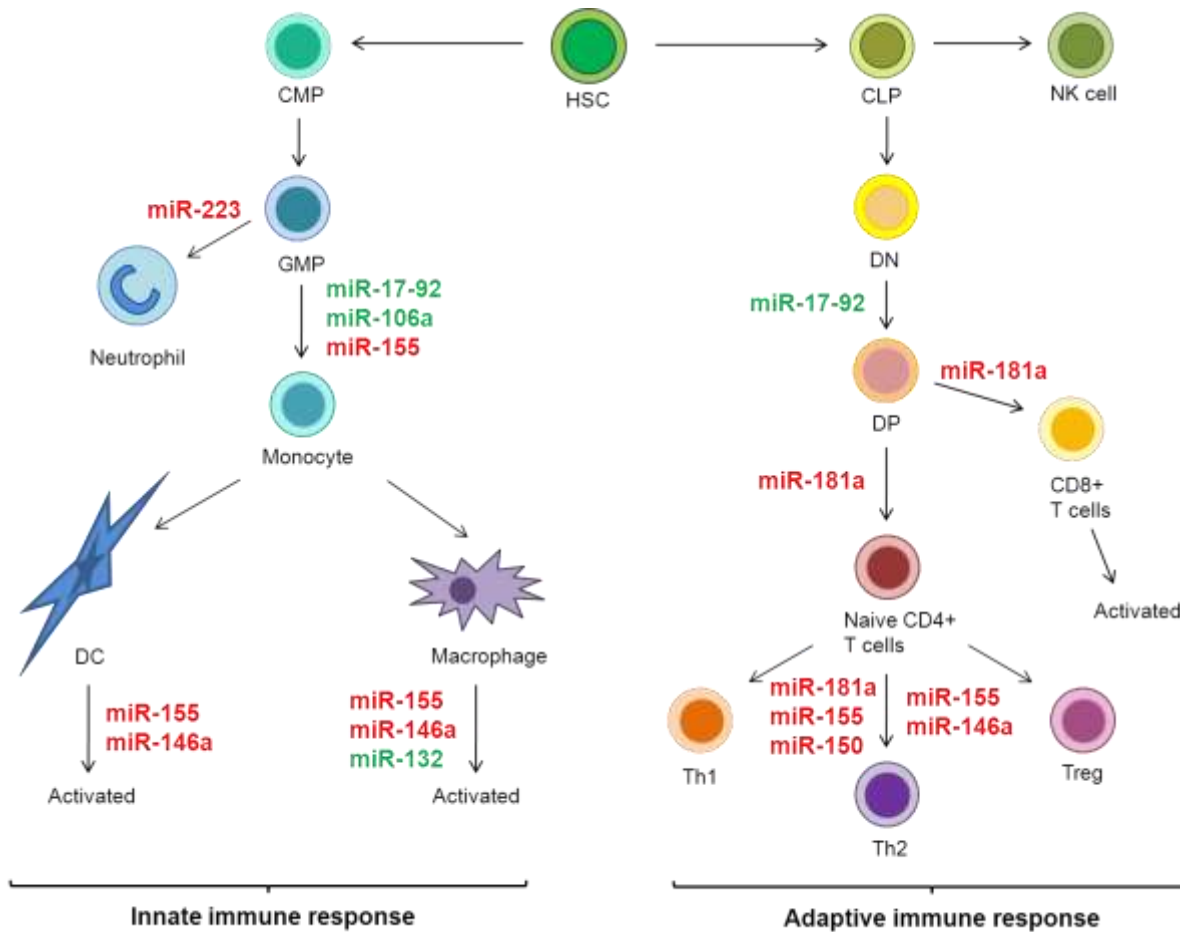 CMP
HSC
CLP
NK cell
miR-223
GMP
DN
miR-17-92
miR-106a
miR-155
miR-17-92
Neutrophil
miR-181a
Monocyte
DP
miR-181a
CD8+
T cells
Activated
DC
Macrophage
Naive CD4+
T cells
miR-155
miR-146a
miR-155
miR-146a
miR-132
miR-181a
miR-155
miR-150
miR-155
miR-146a
Th1
Treg
Activated
Activated
Th2
Innate immune response
Adaptive immune response